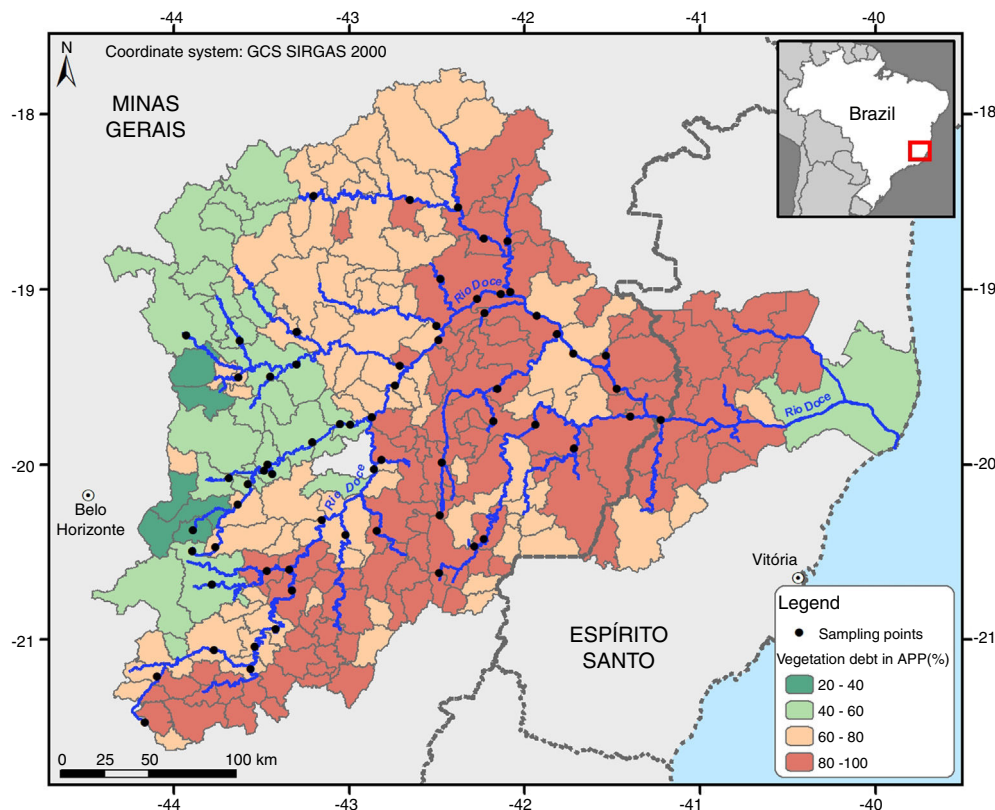 -44 -43 -42 -41 -40
N
Coordinate system: GCS SIRGAS 2000
MINAS
GERAIS
Brazil
-18
-18
-19
-19
Rio Doce
Rio Doce
-20
-20
Rio Doce
Belo
Horizonte
Vitória
ESPÍRITO
SANTO
-21
-21
Legend
Sampling points
Vegetation debt in APP(%)
20 - 40
40 - 60
60 - 80
80 -100
0 25 50 100 km
-44 -43 -42 -41 -40